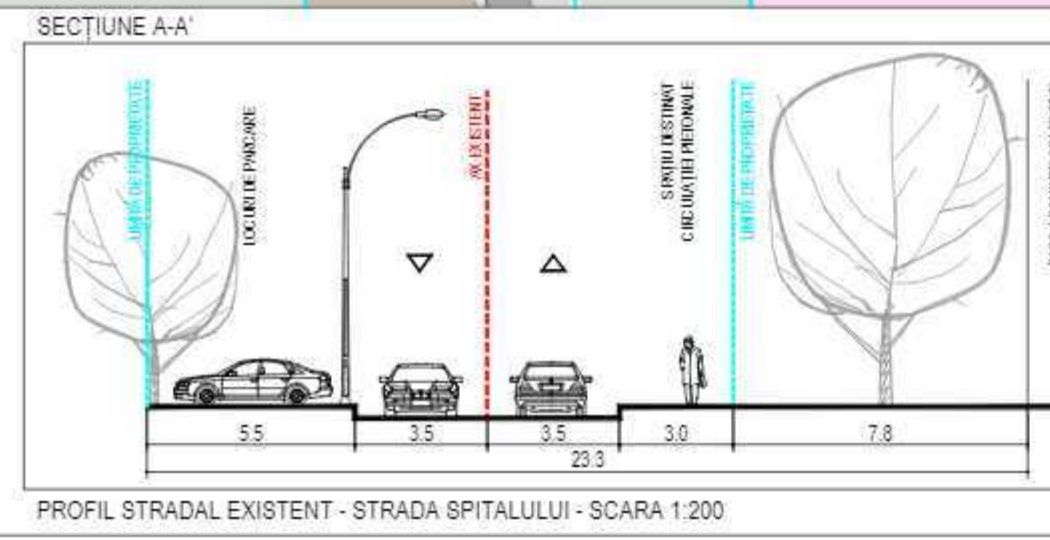 SECȚIUNE A-A'
LIMITĂ DE PROPRIETATE
LOCURI DE PARCARE
AX EXISTENT
SPAȚIU DESTINAT
CIRCULAȚIEI PIETONALE
LIMITĂ DE PROPRIETATE
5.5
3.5
3.5
3.0
7.8
23.3
PROFIL STRADAL EXISTENT - STRADA SPITALULUI - SCARA 1:200